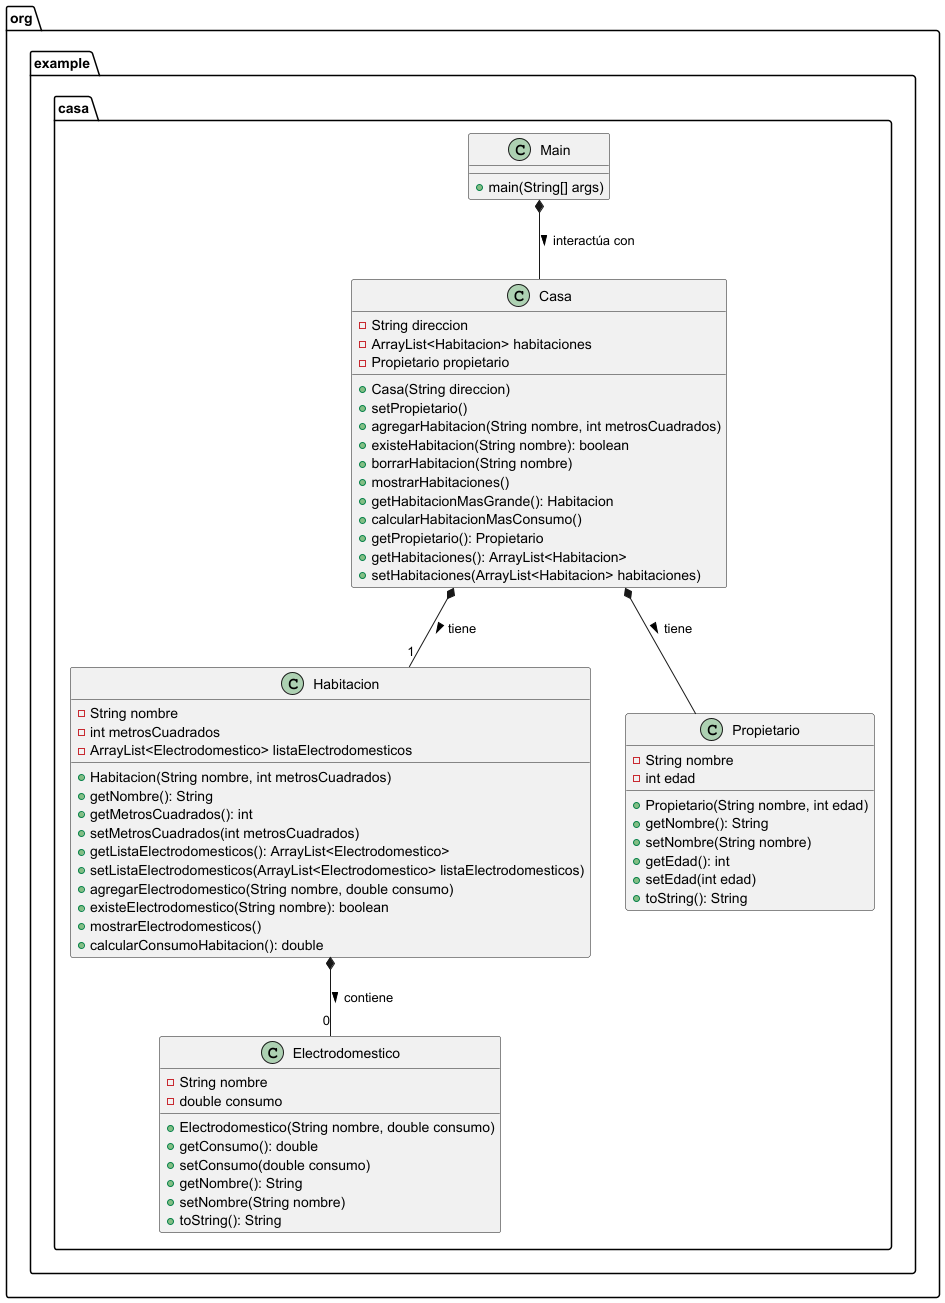 org
example
casa
C Main
main(String[] args)
interactúa con
C Casa
String direccion
ArrayList<Habitacion> habitaciones
Propietario propietario
Casa(String direccion)
setPropietario()
agregarHabitacion(String nombre, int metrosCuadrados)
existeHabitacion(String nombre): boolean
borrarHabitacion(String nombre)
mostrarHabitaciones()
getHabitacionMasGrande(): Habitacion
calcularHabitacionMasConsumo()
getPropietario(): Propietario
getHabitaciones(): ArrayList<Habitacion>
setHabitaciones(ArrayList<Habitacion> habitaciones)
tiene
tiene
1
C Habitacion
String nombre
int metrosCuadrados
ArrayList<Electrodomestico> listaElectrodomesticos
Habitacion(String nombre, int metrosCuadrados)
getNombre(): String
getMetrosCuadrados(): int
setMetrosCuadrados(int metrosCuadrados)
getListaElectrodomesticos(): ArrayList<Electrodomestico>
setListaElectrodomesticos(ArrayList<Electrodomestico> listaElectrodomesticos)
agregarElectrodomestico(String nombre, double consumo)
existeElectrodomestico(String nombre): boolean
mostrarElectrodomesticos()
calcularConsumoHabitacion(): double
C Propietario
String nombre
int edad
Propietario(String nombre, int edad)
getNombre(): String
setNombre(String nombre)
getEdad(): int
setEdad(int edad)
toString(): String
contiene
0
C Electrodomestico
String nombre
double consumo
Electrodomestico(String nombre, double consumo)
getConsumo(): double
setConsumo(double consumo)
getNombre(): String
setNombre(String nombre)
toString(): String